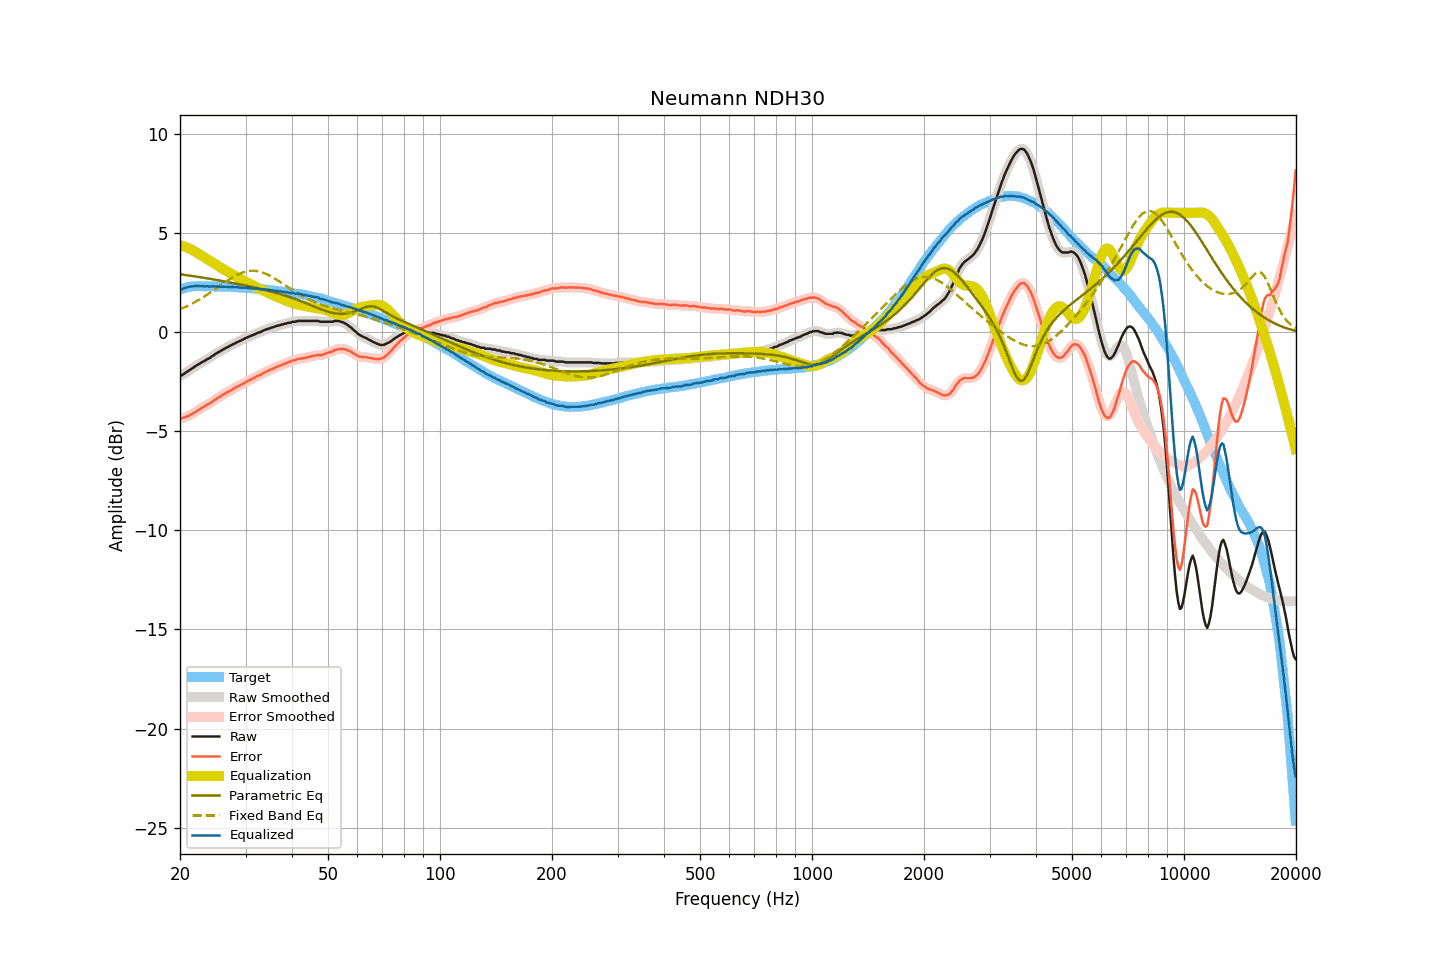 Neumann NDH30
10
5
0
−5
−10
−15
−20
−25
Amplitude (dBr)
Target
Raw Smoothed
Error Smoothed
Raw
Error
Equalization
Parametric Eq
Fixed Band Eq
Equalized
20 50 100 200 500 1000 2000 5000 10000 20000
Frequency (Hz)